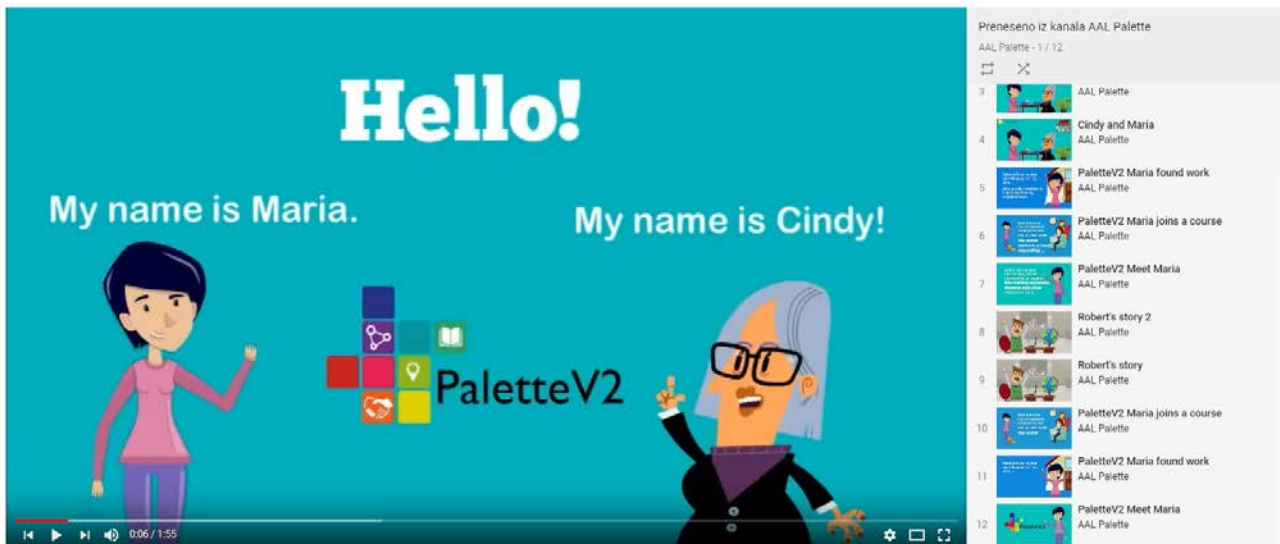 Hello!
My name is Maria.
My name is Cindy!
PaletteV2
0:06 / 1:55
Preneseno iz kanala AAL Palette
AAL Palette - 1 / 12
3
AAL Palette
4
Cindy and Maria
AAL Palette
5
PaletteV2 Maria found work
AAL Palette
6
PaletteV2 Maria joins a course
AAL Palette
7
PaletteV2 Meet Maria
AAL Palette
8
Robert's story 2
AAL Palette
9
Robert's story
AAL Palette
10
PaletteV2 Maria joins a course
AAL Palette
11
PaletteV2 Maria found work
AAL Palette
12
PaletteV2 Meet Maria
AAL Palette